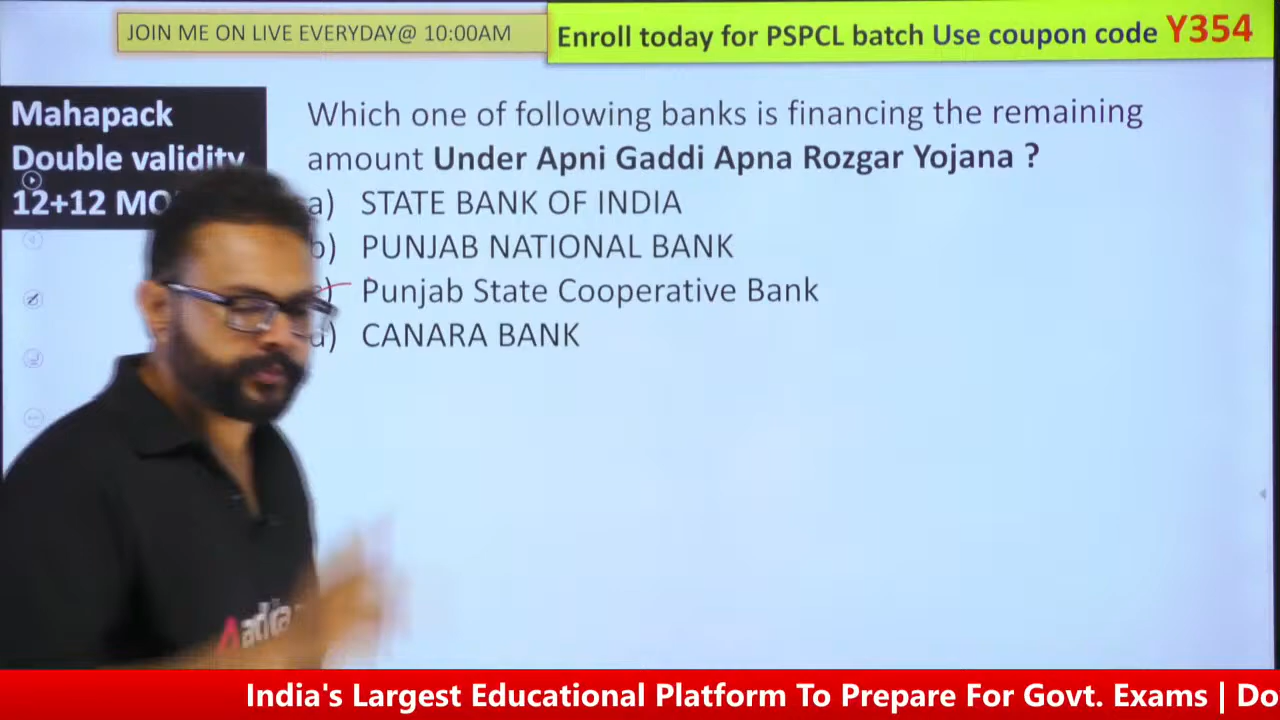 JOIN ME ON LIVE EVERYDAY@ 10:00AM
Enroll today for PSPCL batch Use coupon code Y354
Mahapack
Double validity
12+12
Which one of following banks is financing the remaining
amount Under Apni Gaddi Apna Rozgar Yojana ?
a) STATE BANK OF INDIA
b) PUNJAB NATIONAL BANK
Punjab State Cooperative Bank
d) CANARA BANK
India's Largest Educational Platform To Prepare For Govt. Exams |